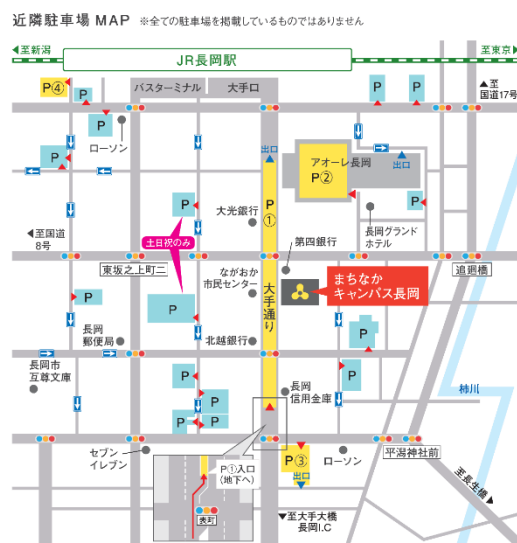 近隣駐車場 MAP ※全ての駐車場を掲載しているものではありません
◀至新潟
至東京▶
JR長岡駅
バスターミナル
大手口
▲至
国道17号
P④
P
P
P
P
ローソン
P
出口
アオーレ長岡
P②
出口
P
P①
P
大光銀行
長岡グランド
ホテル
土日祝のみ
第四銀行
◀至国道
8号
東坂之上町二
追廻橋
ながおか
市民センター
大手通り
まちなか
キャンパス長岡
P
P
長岡
郵便局
北越銀行
P
長岡市
互尊文庫
P
P
P
P
長岡
信用金庫
柿川
セブン
イレブン
P①入口
(地下へ)
表町
P③
出口
ローソン
平潟神社前
▼至大手大橋
長岡I.C
至長生橋▶